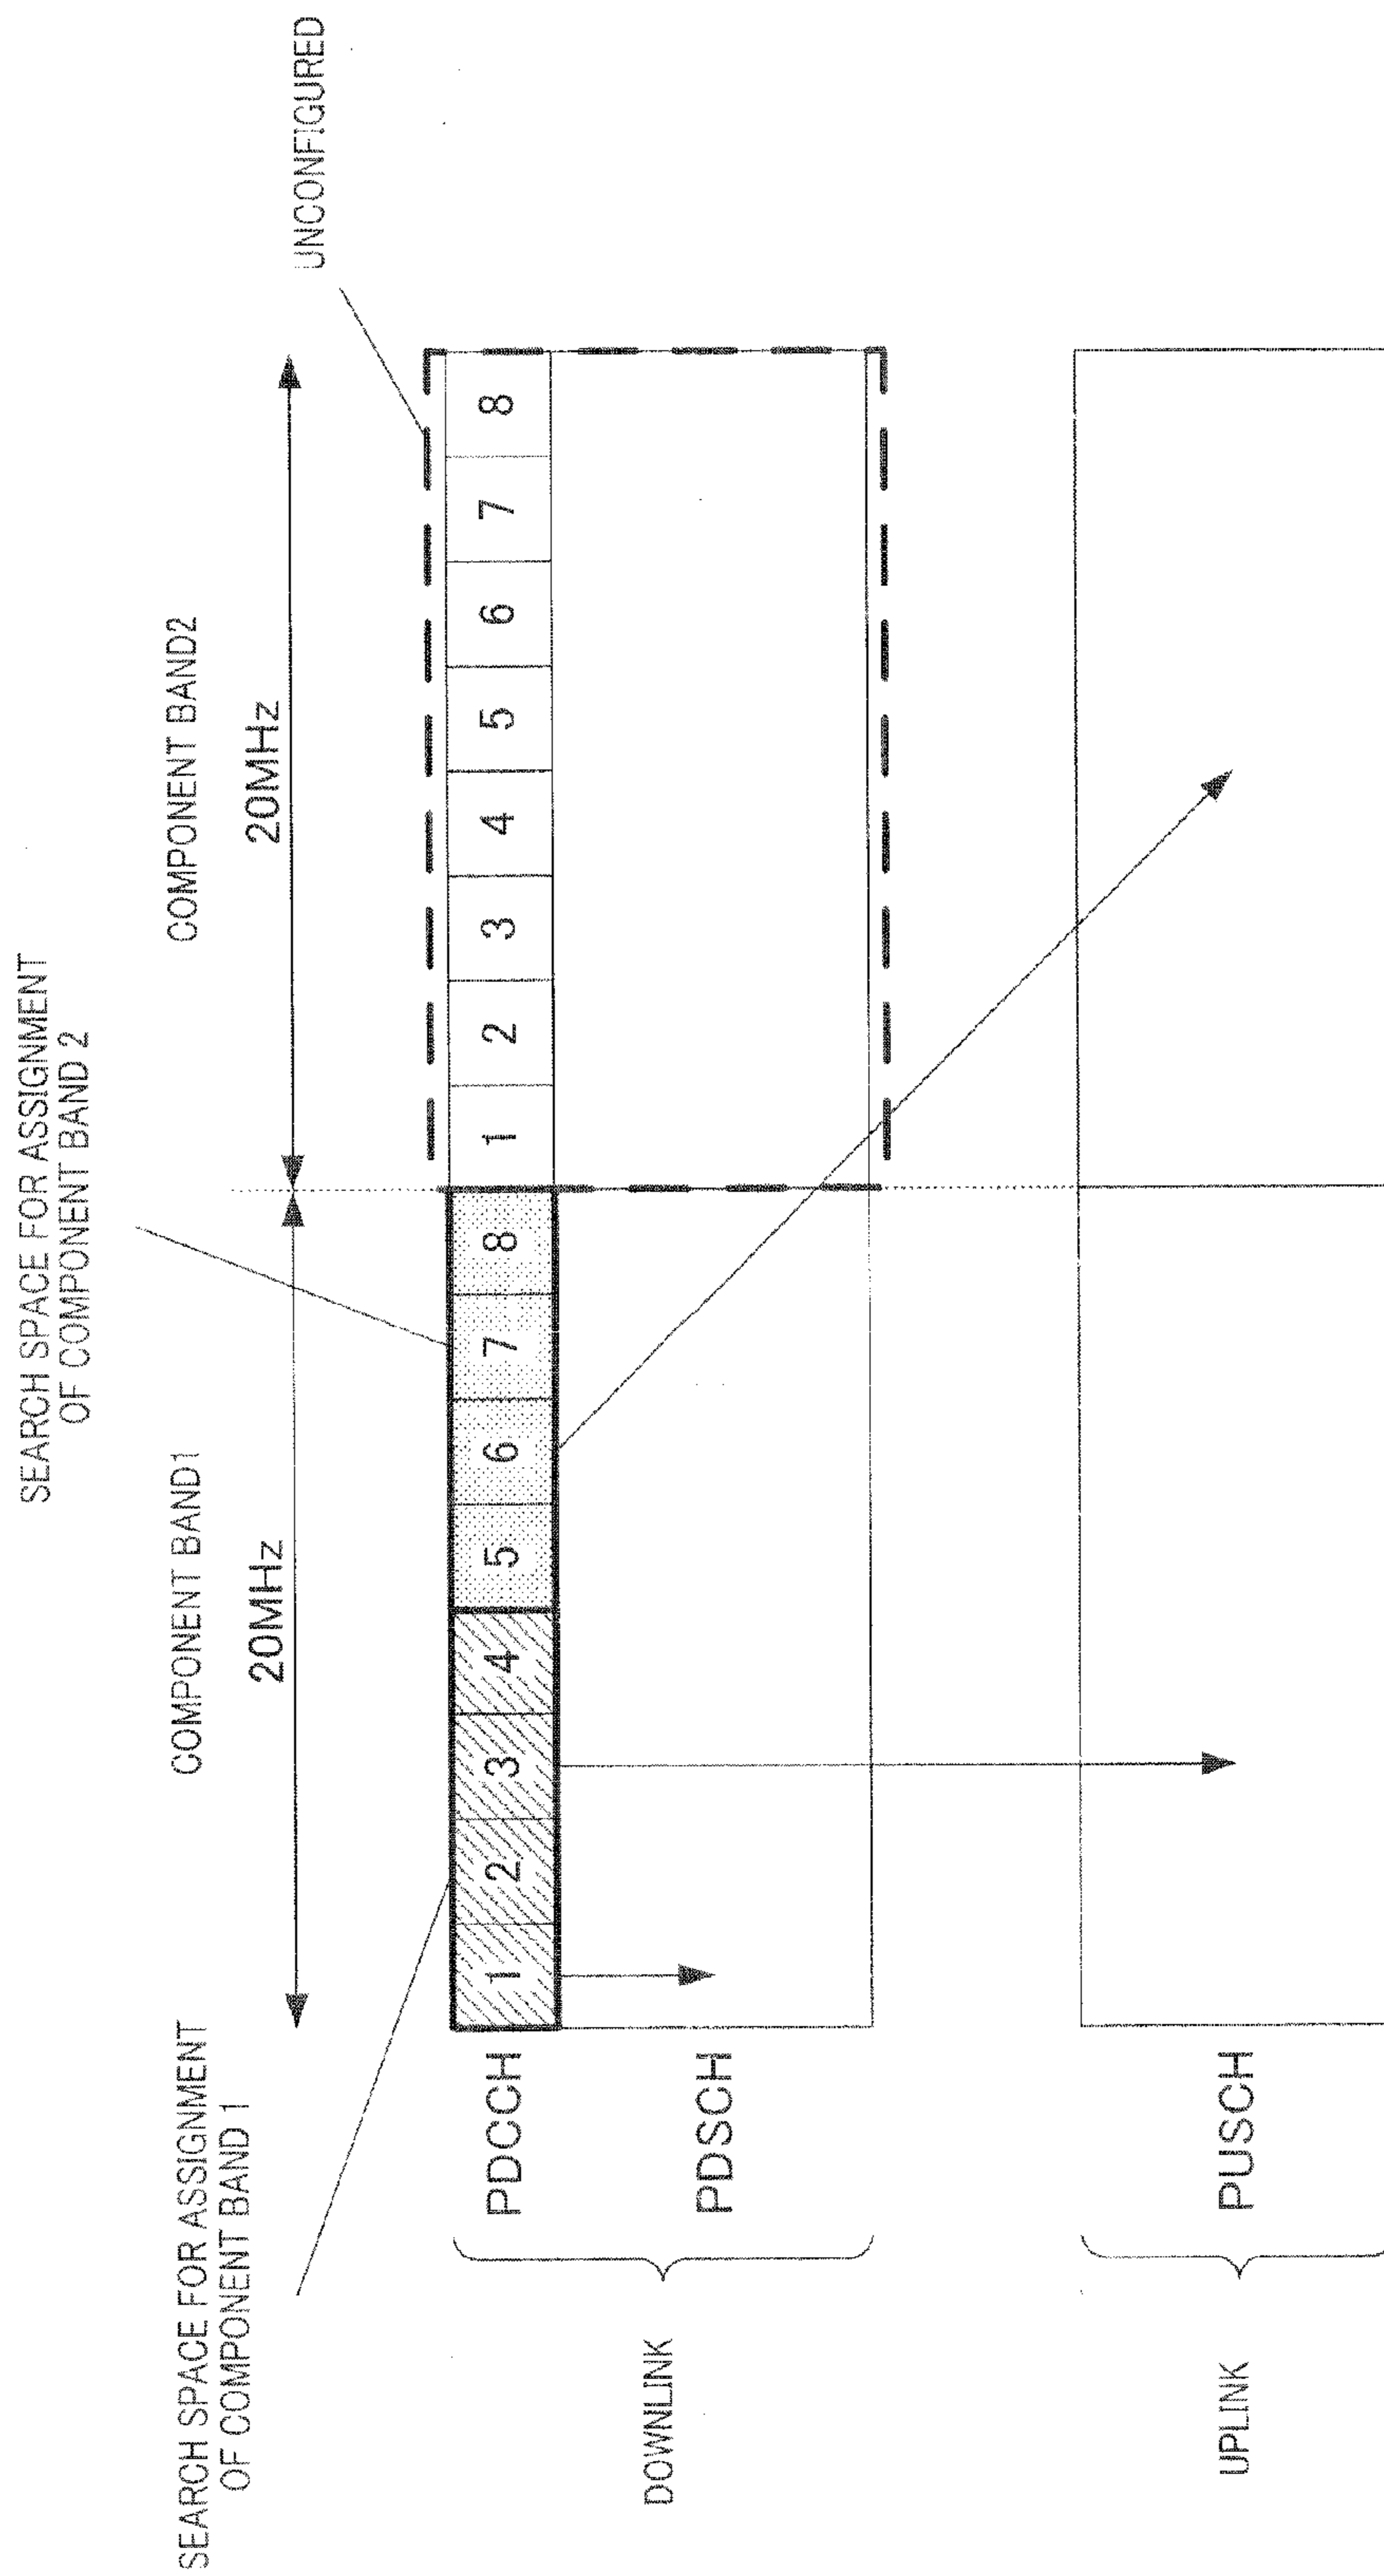 SEARCH SPACE FOR ASSIGNMENT
OF COMPONENT BAND 1
SEARCH SPACE FOR ASSIGNMENT
OF COMPONENT BAND 2
COMPONENT BAND1
COMPONENT BAND2
20MHz
20MHz
UNCONFIGURED
DOWNLINK
PDCCH
1 2 3 4 5 6 7 8
1 2 3 4 5 6 7 8
PDSCH
UPLINK
PUSCH